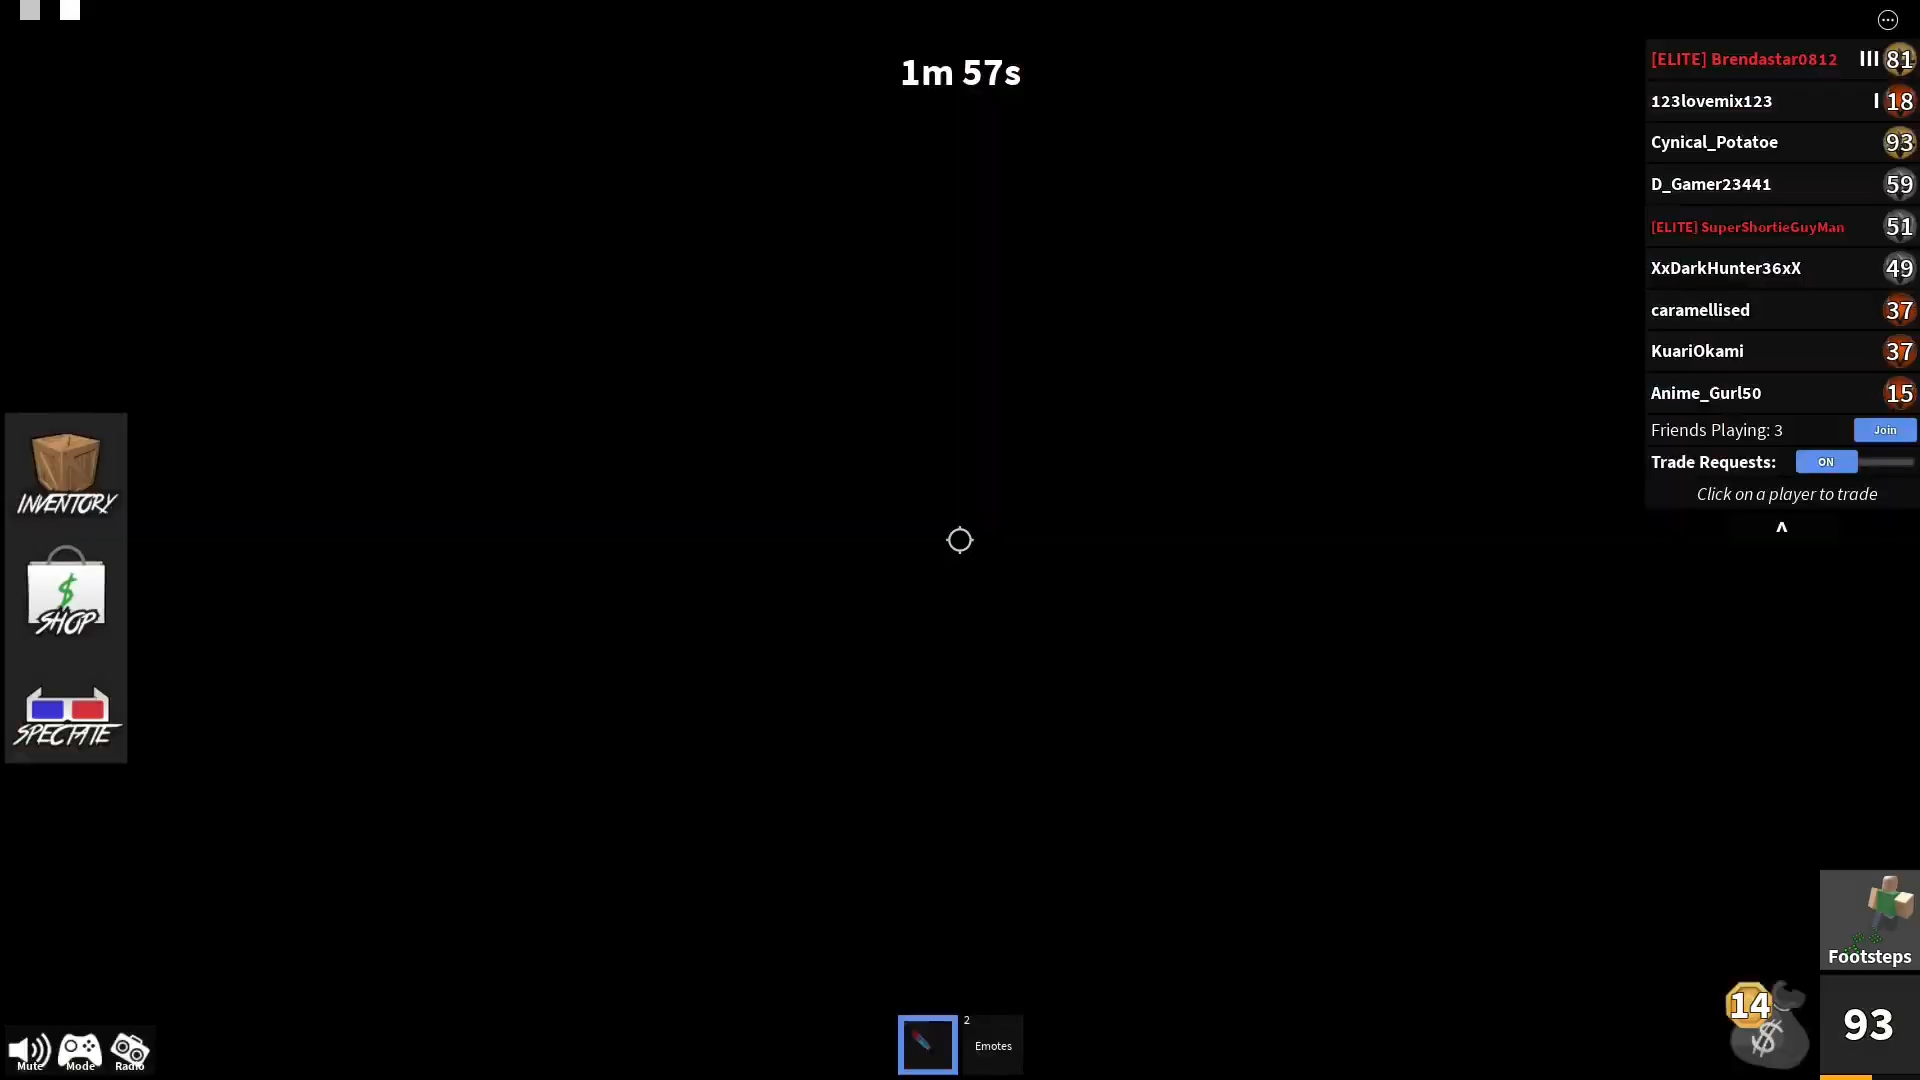 1m 57s
[ELITE] Brendastar0812 III 81
123lovemix123 I 18
Cynical_Potatoe 93
D_Gamer23441 59
[ELITE] SuperShortieGuyMan 51
XxDarkHunter36xX 49
caramellised 37
KuariOkami 37
Anime_Gurl50 15
Friends Playing: 3 Join
Trade Requests: ON
Click on a player to trade
^
INVENTORY
$
SHOP
SPECTATE
Footsteps
14
$
93
Mute Mode Radio
2
Emotes